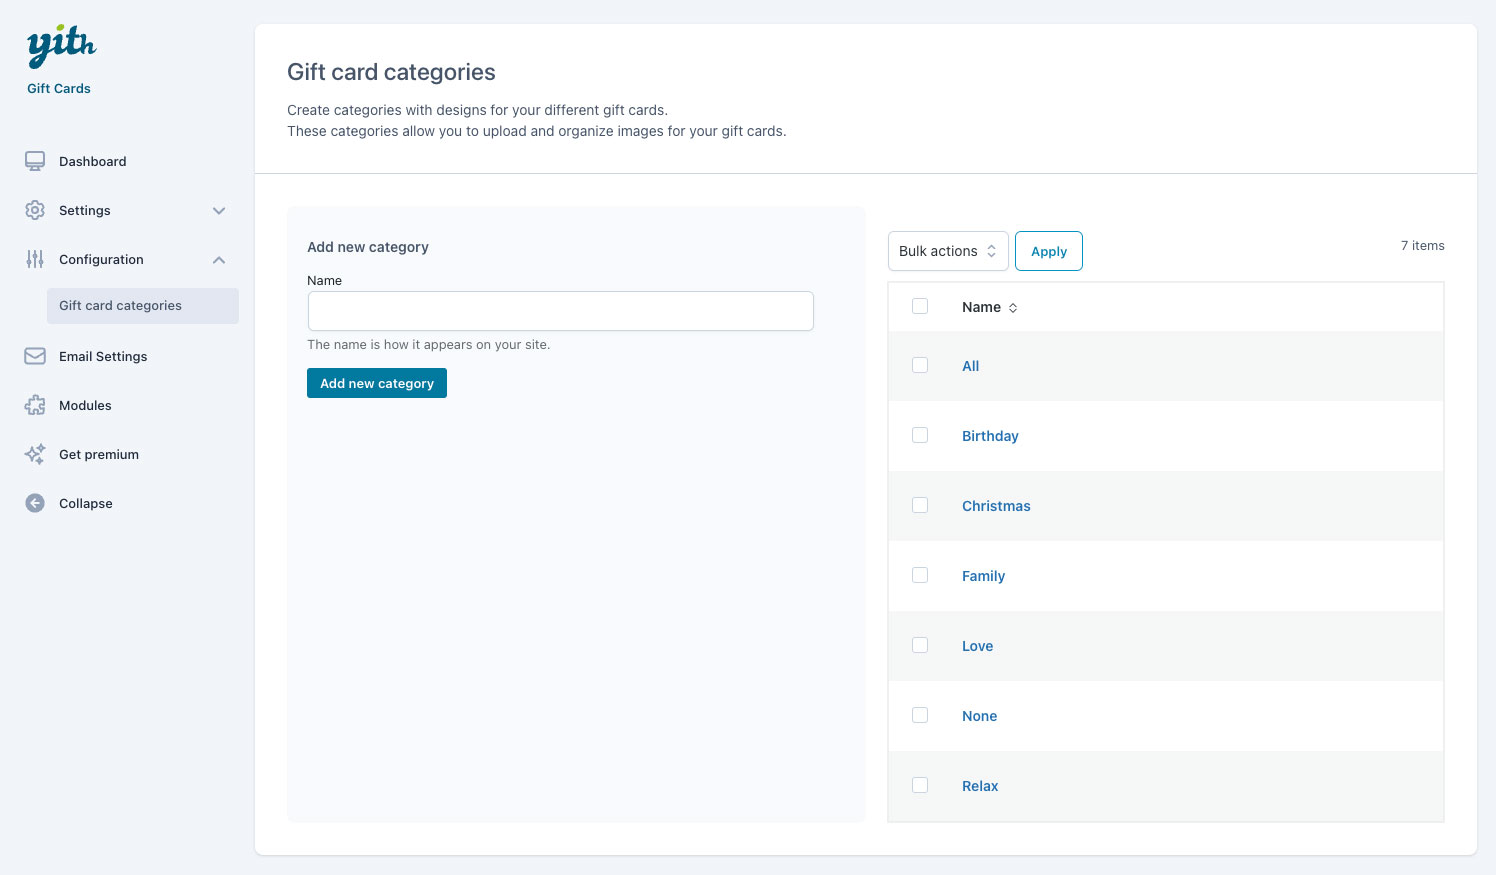 yith
Gift Cards
Dashboard
Settings
Configuration
Gift card categories
Email Settings
Modules
Get premium
Collapse
Gift card categories
Create categories with designs for your different gift cards.
These categories allow you to upload and organize images for your gift cards.
Add new category
Name
The name is how it appears on your site.
Add new category
Bulk actions
Apply
7 items
Name
All
Birthday
Christmas
Family
Love
None
Relax